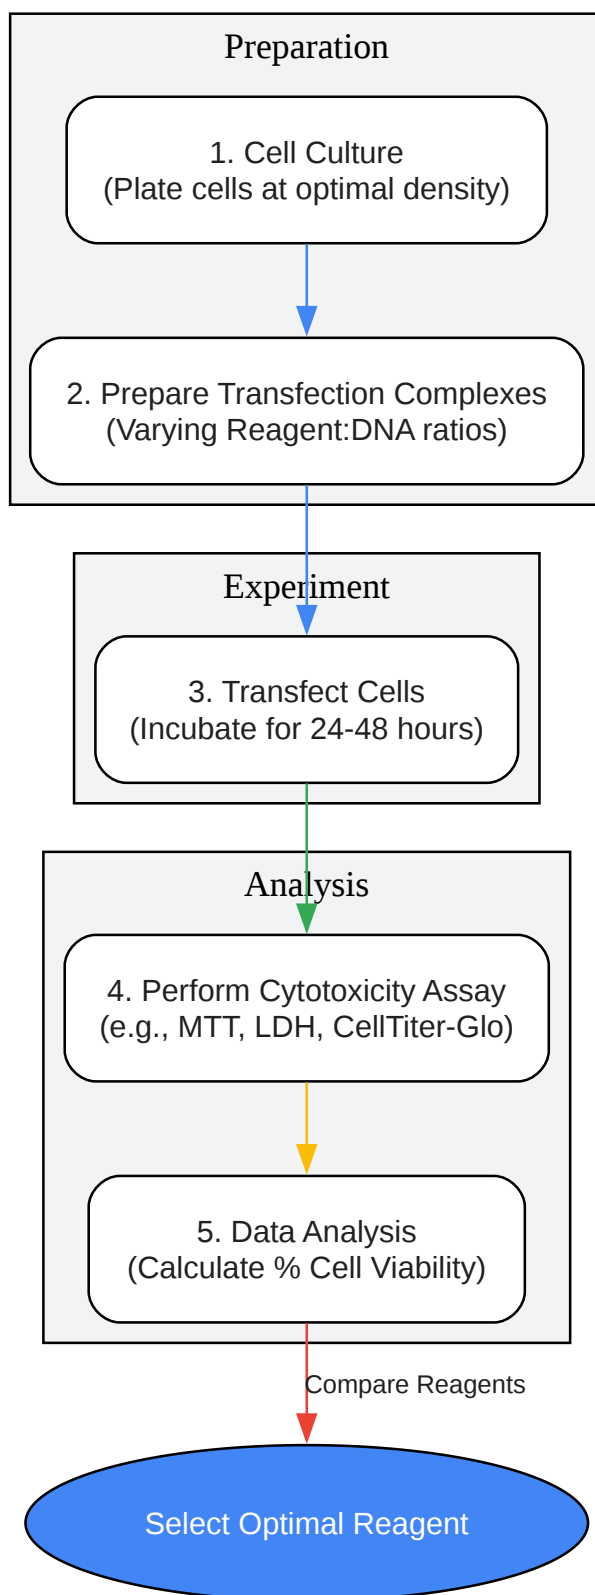 Preparation
1. Cell Culture
(Plate cells at optimal density)
2. Prepare Transfection Complexes
(Varying Reagent:DNA ratios)
Experiment
3. Transfect Cells
(Incubate for 24-48 hours)
Analysis
4. Perform Cytotoxicity Assay
(e.g., MTT, LDH, CellTiter-Glo)
5. Data Analysis
(Calculate % Cell Viability)
Compare Reagents
Select Optimal Reagent